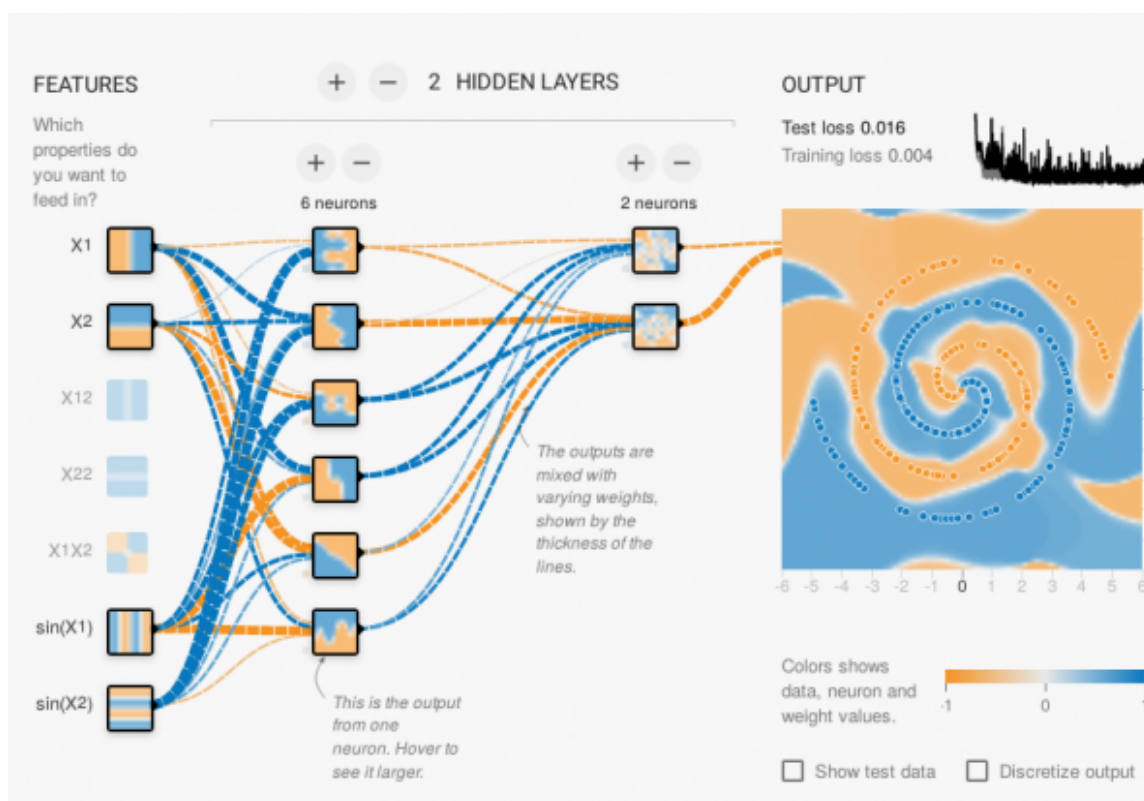 FEATURES
+ − 2 HIDDEN LAYERS
OUTPUT
Which
properties do
you want to
feed in?
Test loss 0.016
Training loss 0.004
+ −
+ −
6 neurons
2 neurons
X1
X2
X12
X22
X1X2
sin(X1)
sin(X2)
The outputs are
mixed with
varying weights,
shown by the
thickness of the
lines.
This is the output
from one
neuron. Hover to
see it larger.
-6 -5 -4 -3 -2 -1 0 1 2 3 4 5 6
Colors shows
data, neuron and
weight values.
-1 0 1
Show test data
Discretize output